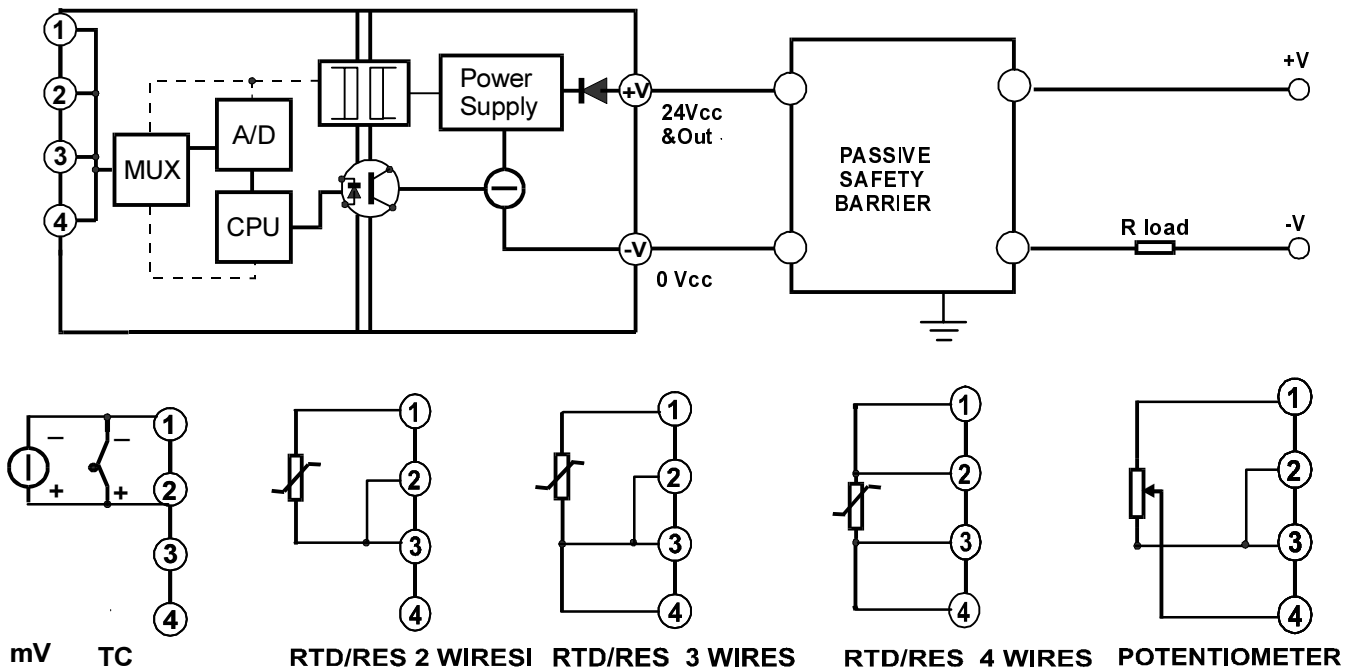 1
2
3
4
MUX
A/D
CPU
Power
Supply
+V
24Vcc
&Out
-V
0 Vcc
PASSIVE
SAFETY
BARRIER
+V
R load
-V
− −
+ +
1
2
3
4
mV TC
1
2
3
4
RTD/RES 2 WIRESI
1
2
3
4
RTD/RES 3 WIRES
1
2
3
4
RTD/RES 4 WIRES
1
2
3
4
POTENTIOMETER